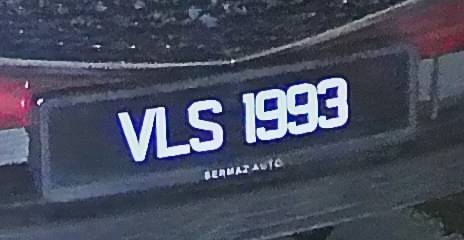 VLS 1993
BERMAZ AUTO